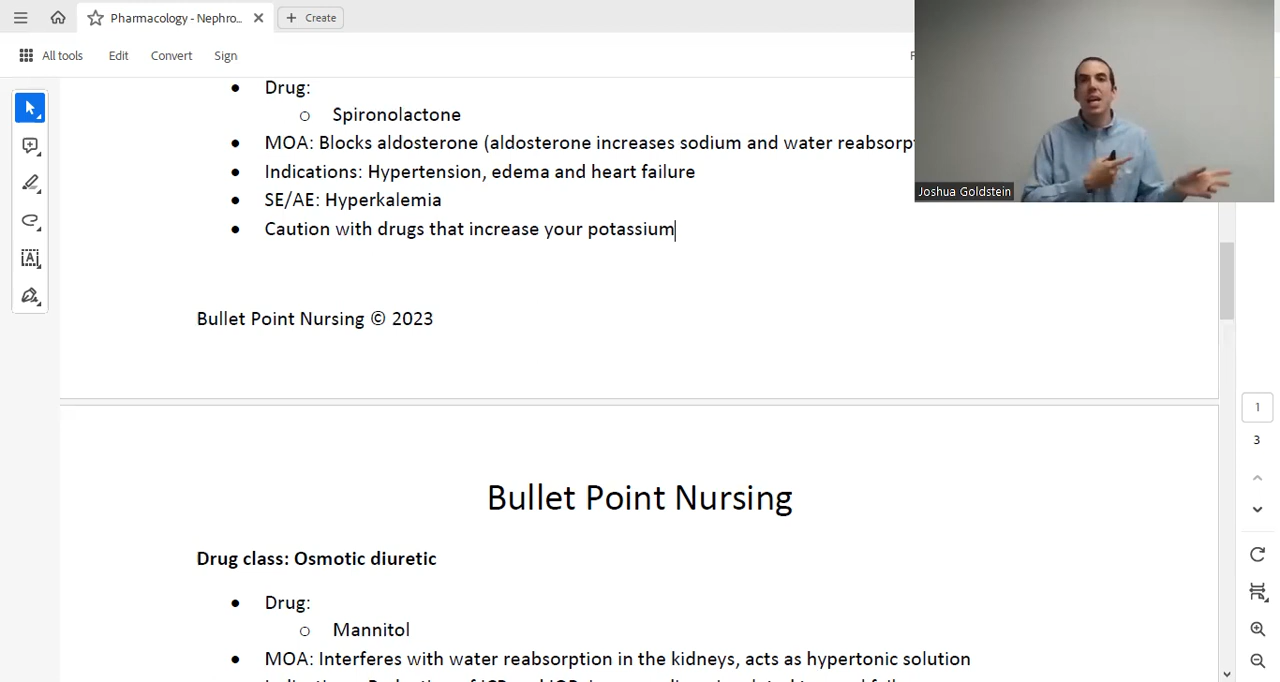 Pharmacology - Nephro...
Create
All tools
Edit
Convert
Sign
Drug:
Spironolactone
MOA: Blocks aldosterone (aldosterone increases sodium and water
Indications: Hypertension, edema and heart failure
SE/AE: Hyperkalemia
Caution with drugs that increase your potassium
Joshua Goldstein
Bullet Point Nursing © 2023
1
3
Bullet Point Nursing
Drug class: Osmotic diuretic
Drug:
Mannitol
MOA: Interferes with water reabsorption in the kidneys, acts as hypertonic solution